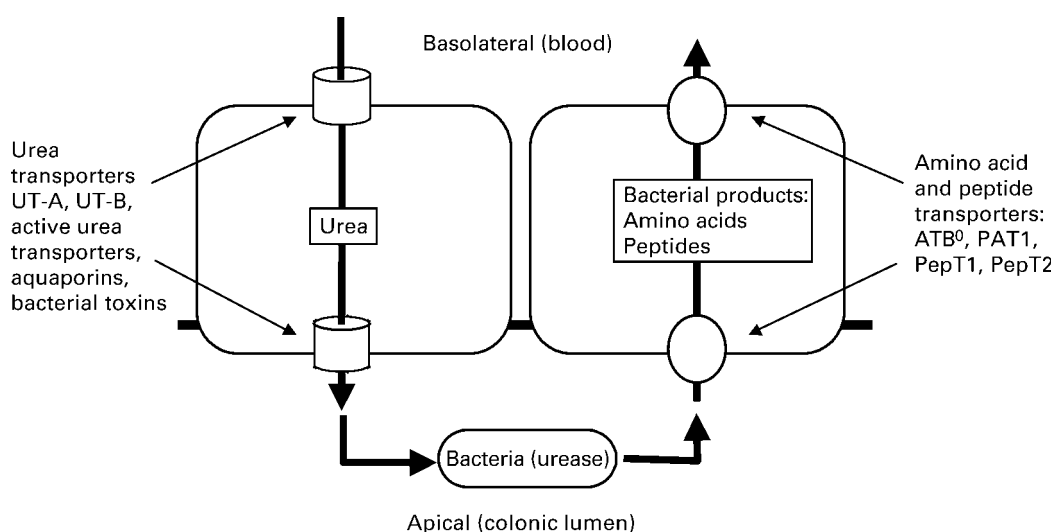 Basolateral (blood)
Urea
transporters
UT-A, UT-B,
active urea
transporters,
aquaporins,
bacterial toxins
Urea
Bacterial products:
Amino acids
Peptides
Amino acid
and peptide
transporters:
ATB⁰, PAT1,
PepT1, PepT2
Bacteria (urease)
Apical (colonic lumen)